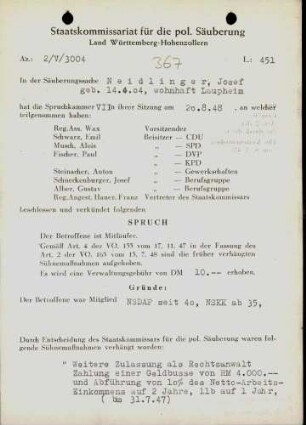 Staatskommissariat für die pol. Säuberung
Land Württemberg-Hohenzollern
Az.: 2/V/3004
367
L.: 451
In der Säuberungssache Neidlinger, Josef
geb. 14.6.04, wohnhaft Laupheim
hat die Spruchkammer VII in ihrer Sitzung am 20.8.48 . an welcher
teilgenommen haben:
Reg.Ass. Wax Vorsitzender
Schwarz, Emil Beisitzer — CDU
Munk, Alois „ — SPD
Fischer, Paul „ — DVP
„ — KPD
Steinacher, Anton „ — Gewerkschaften
Schneckenburger, Josef „ — Berufsgruppe
Alber, Gustav „ — Berufsgruppe
Reg.Angest. Hauer, Franz Vertreter des Staatskommissars
beschlossen und verkündet folgenden
SPRUCH
Der Betroffene ist Mitläufer.
Gemäß Art. 4 des VO. 133 vom 17. 11. 47 in der Fassung des
Art. 2 der VO. 165 vom 13. 7. 48 sind die früher verhängten
Sühnemaßnahmen aufgehoben.
Es wird eine Verwaltungsgebühr von DM 10.-- erhoben.
Gründe:
Der Betroffene war Mitglied NSDAP seit 40, NSKK ab 35,
Durch Entscheidung des Staatskommissars für die pol. Säuberung waren fol-
gende Sühnemaßnahmen verhängt worden:
" Weitere Zulassung als Rechtsanwalt
Zahlung einer Geldbusse von RM 4.000.--
und Abführung von 10% des Netto-Arbeits-
Einkommens auf 2 Jahre, 11b auf 1 Jahr,
( bis 31.7.47)